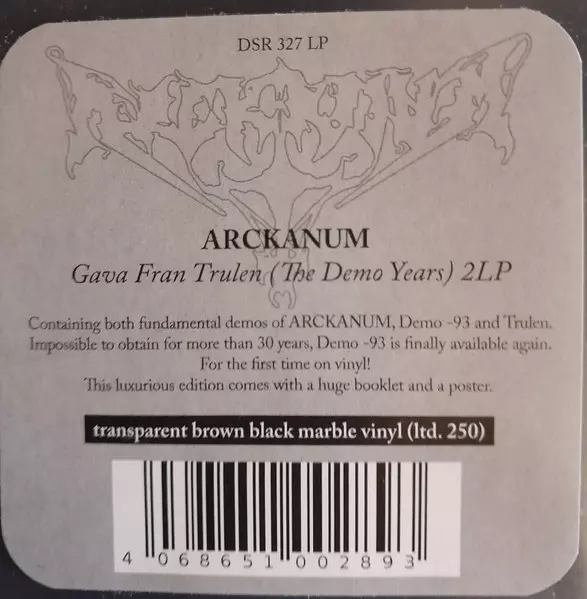 DSR 327 LP
ARCKANUM
ARCKANUM
Gava Fran Trulen (The Demo Years) 2LP
Containing both fundamental demos of ARCKANUM, Demo -93 and Trulen.
Impossible to obtain for more than 30 years, Demo -93 is finally available again.
For the first time on vinyl!
This luxurious edition comes with a huge booklet and a poster.
transparent brown black marble vinyl (ltd. 250)
4 068651 002893